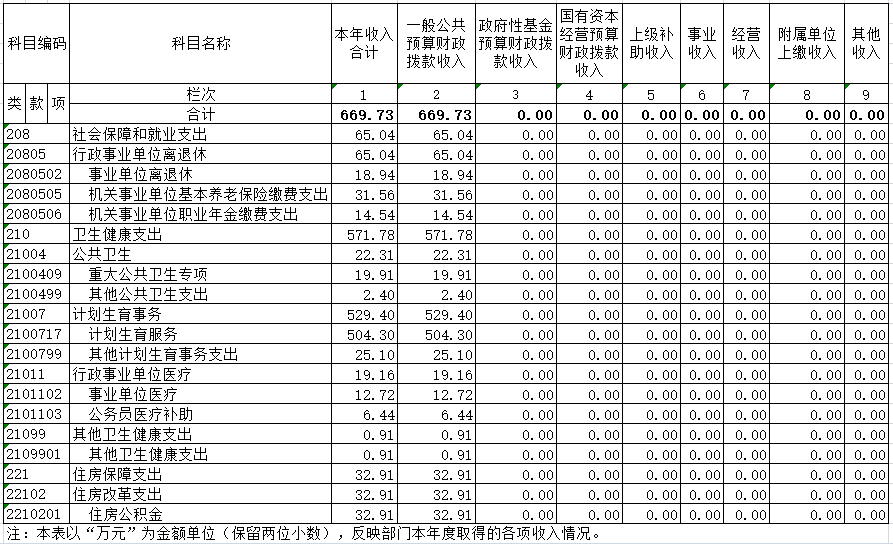 科目编码 科目名称 本年收入合计 一般公共预算财政拨款收入 政府性基金预算财政拨款收入 国有资本经营预算财政拨款收入 上级补助收入 事业收入 经营收入 附属单位上缴收入 其他收入
类 款 项 栏次 1 2 3 4 5 6 7 8 9
合计 669.73 669.73 0.00 0.00 0.00 0.00 0.00 0.00 0.00
208 社会保障和就业支出 65.04 65.04 0.00 0.00 0.00 0.00 0.00 0.00 0.00
20805 行政事业单位离退休 65.04 65.04 0.00 0.00 0.00 0.00 0.00 0.00 0.00
2080502 事业单位离退休 18.94 18.94 0.00 0.00 0.00 0.00 0.00 0.00 0.00
2080505 机关事业单位基本养老保险缴费支出 31.56 31.56 0.00 0.00 0.00 0.00 0.00 0.00 0.00
2080506 机关事业单位职业年金缴费支出 14.54 14.54 0.00 0.00 0.00 0.00 0.00 0.00 0.00
210 卫生健康支出 571.78 571.78 0.00 0.00 0.00 0.00 0.00 0.00 0.00
21004 公共卫生 22.31 22.31 0.00 0.00 0.00 0.00 0.00 0.00 0.00
2100409 重大公共卫生专项 19.91 19.91 0.00 0.00 0.00 0.00 0.00 0.00 0.00
2100499 其他公共卫生支出 2.40 2.40 0.00 0.00 0.00 0.00 0.00 0.00 0.00
21007 计划生育事务 529.40 529.40 0.00 0.00 0.00 0.00 0.00 0.00 0.00
2100717 计划生育服务 504.30 504.30 0.00 0.00 0.00 0.00 0.00 0.00 0.00
2100799 其他计划生育事务支出 25.10 25.10 0.00 0.00 0.00 0.00 0.00 0.00 0.00
21011 行政事业单位医疗 19.16 19.16 0.00 0.00 0.00 0.00 0.00 0.00 0.00
2101102 事业单位医疗 12.72 12.72 0.00 0.00 0.00 0.00 0.00 0.00 0.00
2101103 公务员医疗补助 6.44 6.44 0.00 0.00 0.00 0.00 0.00 0.00 0.00
21099 其他卫生健康支出 0.91 0.91 0.00 0.00 0.00 0.00 0.00 0.00 0.00
2109901 其他卫生健康支出 0.91 0.91 0.00 0.00 0.00 0.00 0.00 0.00 0.00
221 住房保障支出 32.91 32.91 0.00 0.00 0.00 0.00 0.00 0.00 0.00
22102 住房改革支出 32.91 32.91 0.00 0.00 0.00 0.00 0.00 0.00 0.00
2210201 住房公积金 32.91 32.91 0.00 0.00 0.00 0.00 0.00 0.00 0.00
注：本表以“万元”为金额单位（保留两位小数），反映部门本年度取得的各项收入情况。